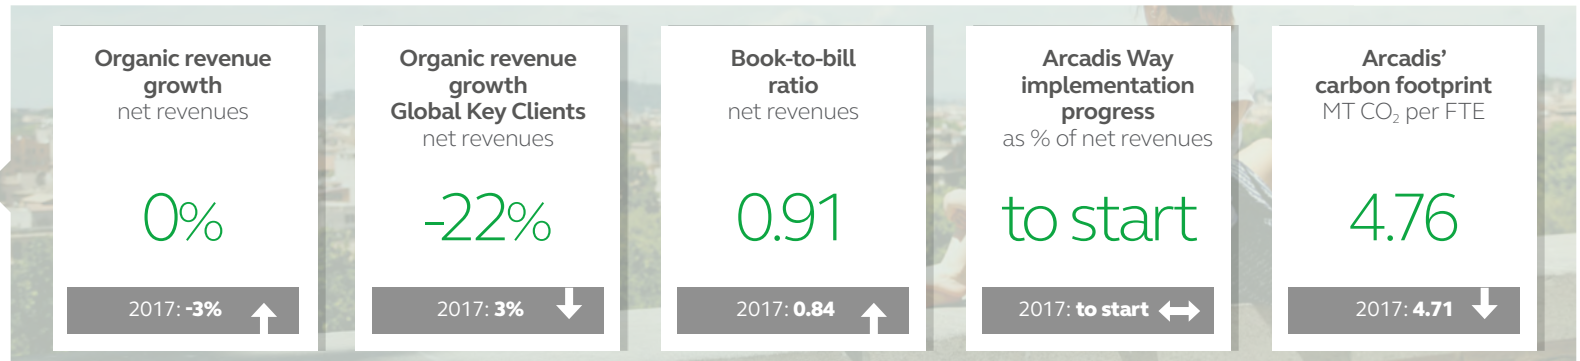 Organic revenue
growth
net revenues
0%
2017: -3%
Organic revenue
growth
Global Key Clients
net revenues
-22%
2017: 3%
Book-to-bill
ratio
net revenues
0.91
2017: 0.84
Arcadis Way
implementation
progress
as % of net revenues
to start
2017: to start
Arcadis’
carbon footprint
MT CO₂ per FTE
4.76
2017: 4.71